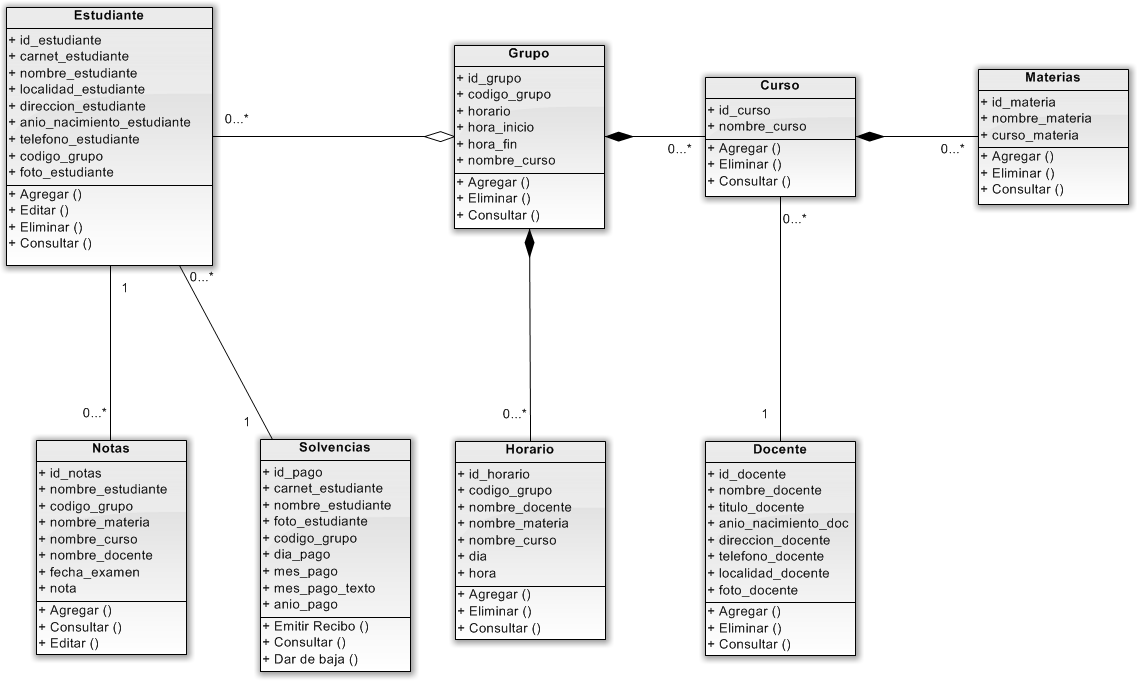 Estudiante
+ id_estudiante
+ carnet_estudiante
+ nombre_estudiante
+ localidad_estudiante
+ direccion_estudiante
+ anio_nacimiento_estudiante
+ telefono_estudiante
+ codigo_grupo
+ foto_estudiante
+ Agregar ()
+ Editar ()
+ Eliminar ()
+ Consultar ()
0...*
Grupo
+ id_grupo
+ codigo_grupo
+ horario
+ hora_inicio
+ hora_fin
+ nombre_curso
+ Agregar ()
+ Eliminar ()
+ Consultar ()
0...*
Curso
+ id_curso
+ nombre_curso
+ Agregar ()
+ Eliminar ()
+ Consultar ()
0...*
Materias
+ id_materia
+ nombre_materia
+ curso_materia
+ Agregar ()
+ Eliminar ()
+ Consultar ()
1
0...*
0...*
0...*
1
0...*
1
Notas
+ id_notas
+ nombre_estudiante
+ codigo_grupo
+ nombre_materia
+ nombre_curso
+ nombre_docente
+ fecha_examen
+ nota
+ Agregar ()
+ Consultar ()
+ Editar ()
Solvencias
+ id_pago
+ carnet_estudiante
+ nombre_estudiante
+ foto_estudiante
+ codigo_grupo
+ dia_pago
+ mes_pago
+ mes_pago_texto
+ anio_pago
+ Emitir Recibo ()
+ Consultar ()
+ Dar de baja ()
Horario
+ id_horario
+ codigo_grupo
+ nombre_docente
+ nombre_materia
+ nombre_curso
+ dia
+ hora
+ Agregar ()
+ Eliminar ()
+ Consultar ()
Docente
+ id_docente
+ nombre_docente
+ titulo_docente
+ anio_nacimiento_doc
+ direccion_docente
+ telefono_docente
+ localidad_docente
+ foto_docente
+ Agregar ()
+ Eliminar ()
+ Consultar ()